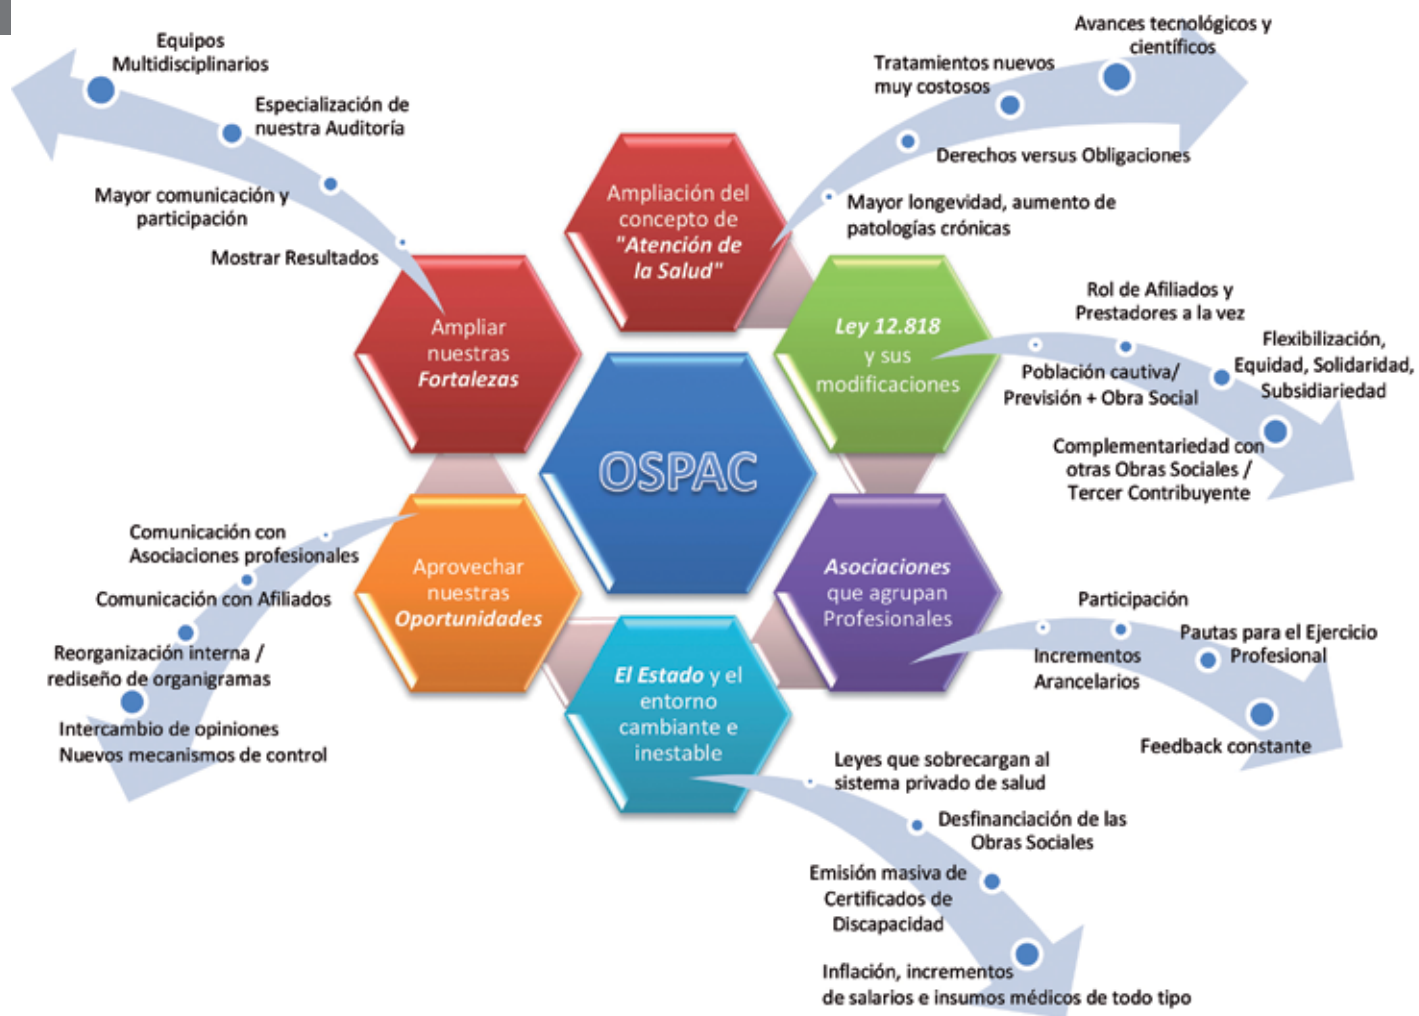 Equipos
Multidisciplinarios
Especialización de
nuestra Auditoría
Mayor comunicación y
participación
Mostrar Resultados
Ampliar
nuestras
Fortalezas
Ampliación del
concepto de
"Atención de
la Salud"
Avances tecnológicos y
científicos
Tratamientos nuevos
muy costosos
Derechos versus Obligaciones
Mayor longevidad, aumento de
patologías crónicas
Ley 12.818
y sus
modificaciones
Rol de Afiliados y
Prestadores a la vez
Flexibilización,
Equidad, Solidaridad,
Subsidiariedad
Población cautiva/
Previsión + Obra Social
Complementariedad con
otras Obras Sociales /
Tercer Contribuyente
OSPAC
Asociaciones
que agrupan
Profesionales
Participación
Pautas para el Ejercicio
Profesional
Incrementos
Arancelarios
Feedback constante
El Estado y el
entorno
cambiante e
inestable
Leyes que sobrecargan al
sistema privado de salud
Desfinanciación de las
Obras Sociales
Emisión masiva de
Certificados de
Discapacidad
Inflación, incrementos
de salarios e insumos médicos de todo tipo
Aprovechar
nuestras
Oportunidades
Comunicación con
Asociaciones profesionales
Comunicación con Afiliados
Reorganización interna /
rediseño de organigramas
Intercambio de opiniones
Nuevos mecanismos de control